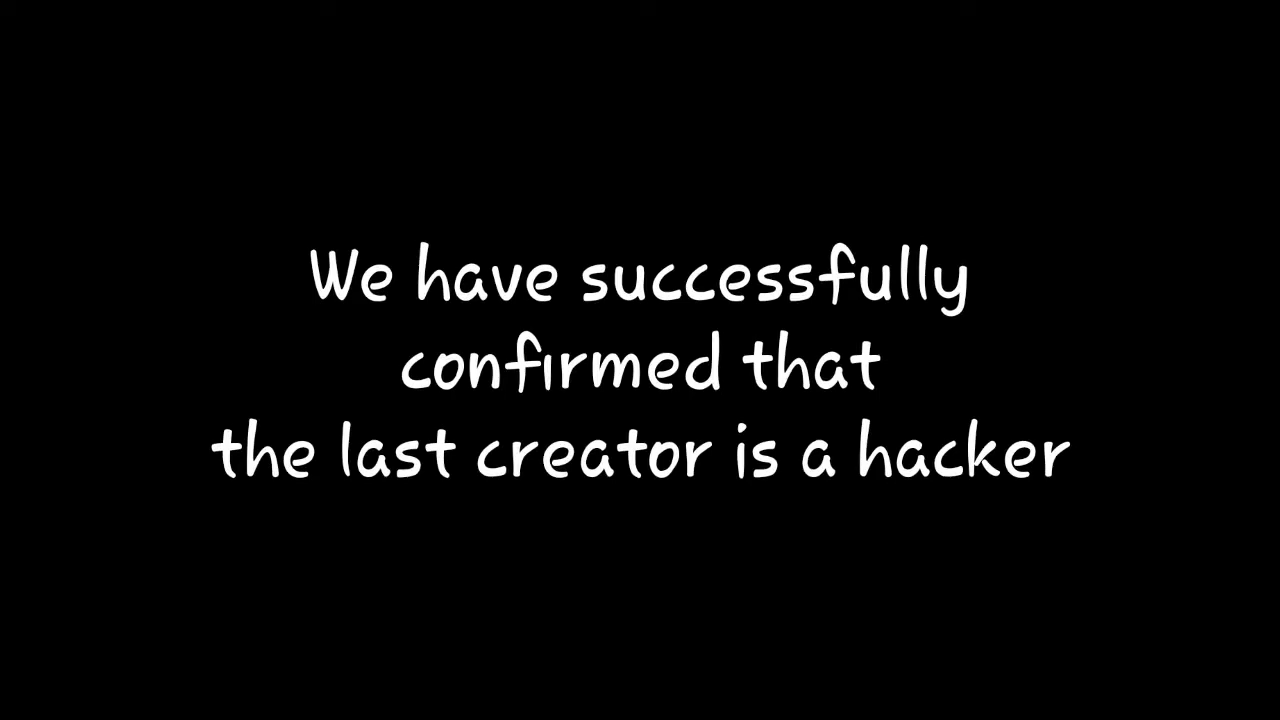 We have successfully
confirmed that
the last creator is a hacker